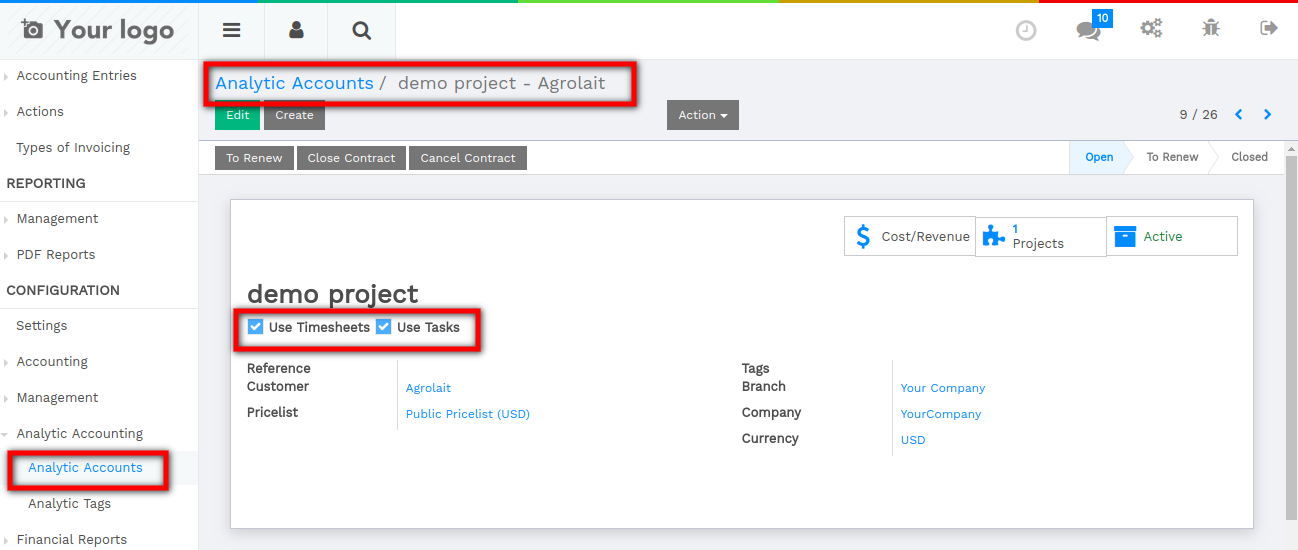 Your logo
10
Accounting Entries
Actions
Types of Invoicing
REPORTING
Management
PDF Reports
CONFIGURATION
Settings
Accounting
Management
Analytic Accounting
Analytic Accounts
Analytic Tags
Financial Reports
Analytic Accounts / demo project - Agrolait
Edit Create Action 9 / 26
To Renew Close Contract Cancel Contract Open To Renew Closed
Cost/Revenue
1
Projects
Active
demo project
Use Timesheets Use Tasks
Reference
Customer Agrolait
Pricelist Public Pricelist (USD)
Tags
Branch Your Company
Company YourCompany
Currency USD